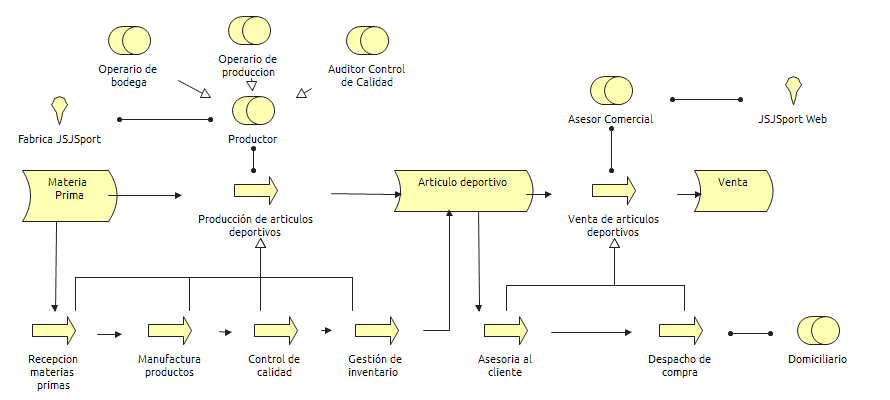 Operario de
bodega
Operario de
produccion
Auditor Control
de Calidad
Fabrica JSJSport
Productor
Asesor Comercial
JSJSport Web
Materia
Prima
Producción de articulos
deportivos
Articulo deportivo
Venta de articulos
deportivos
Venta
Recepcion
materias
primas
Manufactura
productos
Control de
calidad
Gestión de
inventario
Asesoria al
cliente
Despacho de
compra
Domiciliario